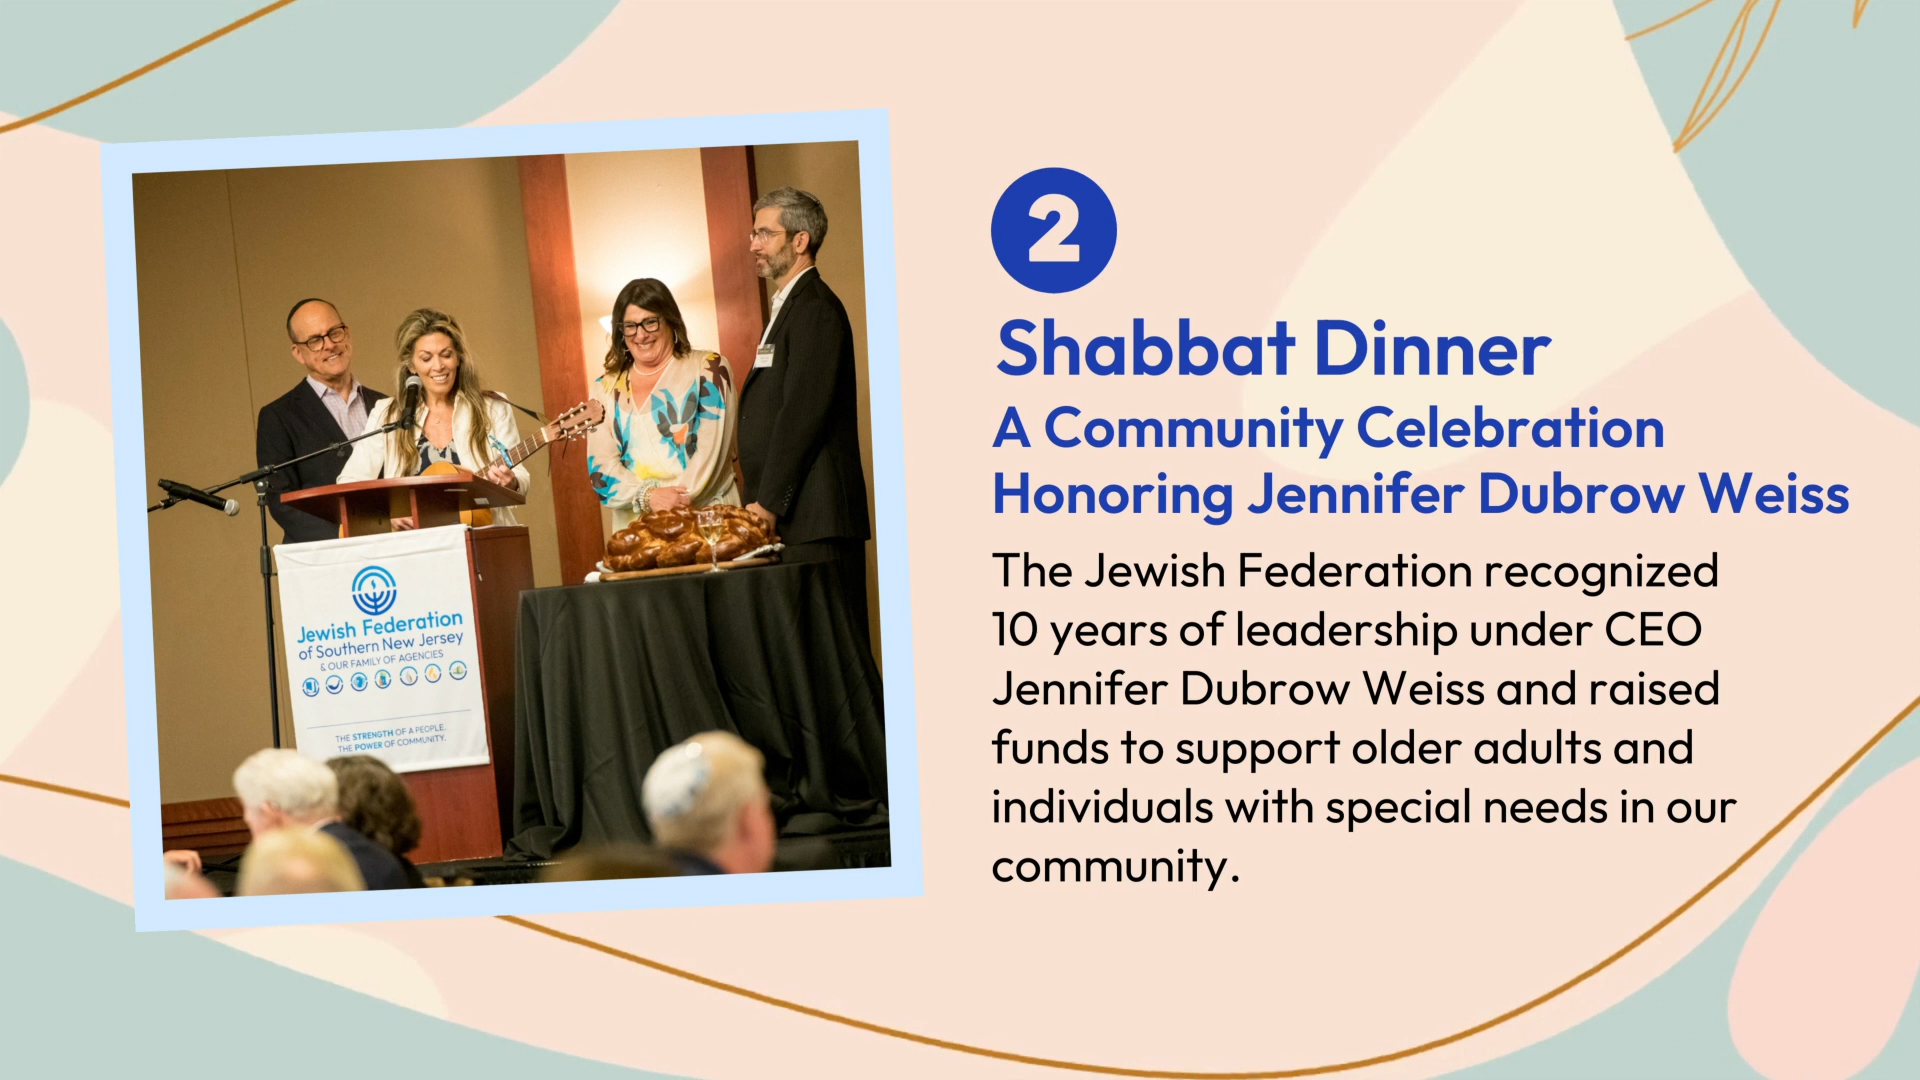 Jewish Federation
of Southern New Jersey
& OUR FAMILY OF AGENCIES
THE STRENGTH OF A PEOPLE.
THE POWER OF COMMUNITY.
2
Shabbat Dinner
A Community Celebration
Honoring Jennifer Dubrow Weiss
The Jewish Federation recognized
10 years of leadership under CEO
Jennifer Dubrow Weiss and raised
funds to support older adults and
individuals with special needs in our
community.